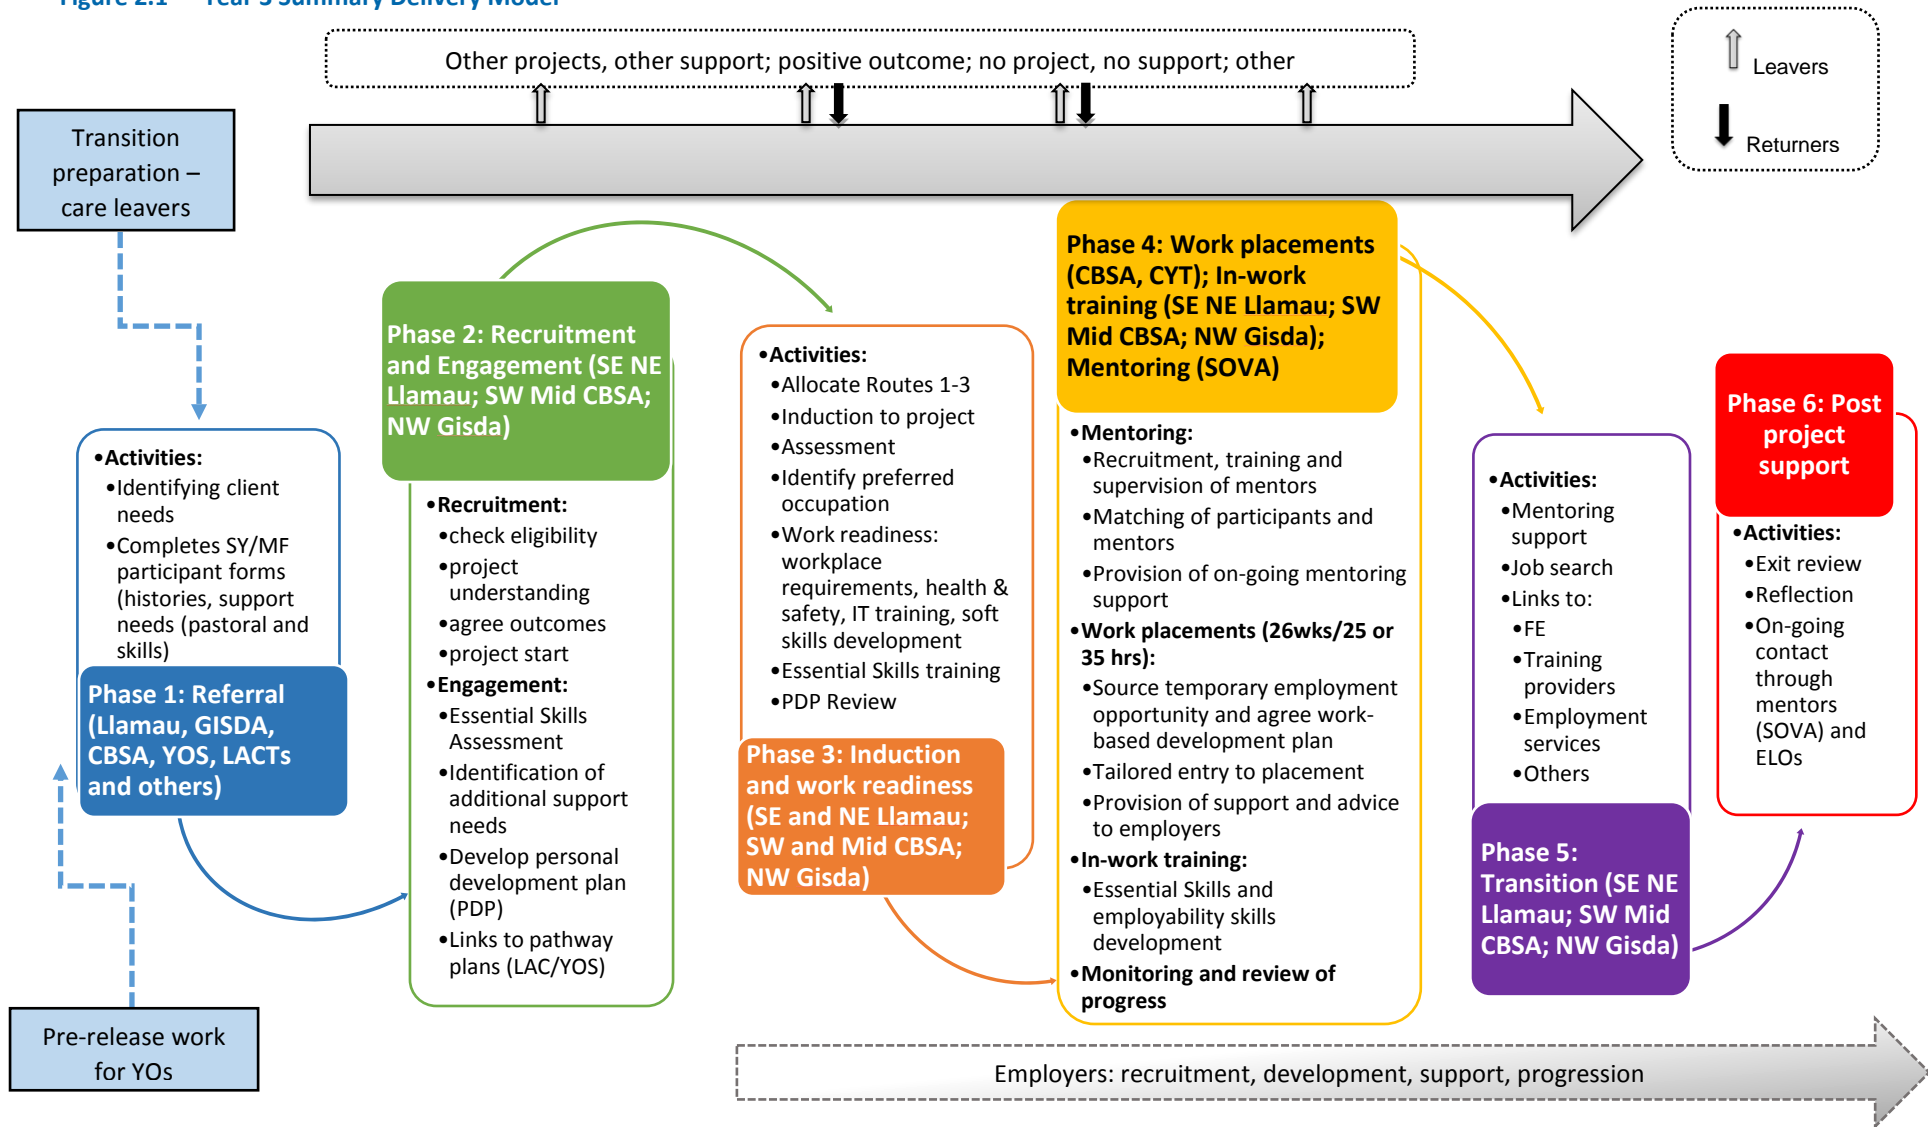 Figure 2.1 Year 3 Summary Delivery Model
Other projects, other support; positive outcome; no project, no support; other
Leavers
Returners
Transition
preparation –
care leavers
•Activities:
•Identifying client
needs
•Completes SY/MF
participant forms
(histories, support
needs (pastoral and
skills)
Phase 1: Referral
(Llamau, GISDA,
CBSA, YOS, LACTs
and others)
Pre-release work
for YOs
Phase 2: Recruitment
and Engagement (SE NE
Llamau; SW Mid CBSA;
NW Gisda)
•Recruitment:
•check eligibility
•project
understanding
•agree outcomes
•project start
•Engagement:
•Essential Skills
Assessment
•Identification of
additional support
needs
•Develop personal
development plan
(PDP)
•Links to pathway
plans (LAC/YOS)
•Activities:
•Allocate Routes 1-3
•Induction to project
•Assessment
•Identify preferred
occupation
•Work readiness:
workplace
requirements, health &
safety, IT training, soft
skills development
•Essential Skills training
•PDP Review
Phase 3: Induction
and work readiness
(SE and NE Llamau;
SW and Mid CBSA;
NW Gisda)
Phase 4: Work placements
(CBSA, CYT); In-work
training (SE NE Llamau; SW
Mid CBSA; NW Gisda);
Mentoring (SOVA)
•Mentoring:
•Recruitment, training and
supervision of mentors
•Matching of participants and
mentors
•Provision of on-going mentoring
support
•Work placements (26wks/25 or
35 hrs):
•Source temporary employment
opportunity and agree work-
based development plan
•Tailored entry to placement
•Provision of support and advice
to employers
•In-work training:
•Essential Skills and
employability skills
development
•Monitoring and review of
progress
•Activities:
•Mentoring
support
•Job search
•Links to:
•FE
•Training
providers
•Employment
services
•Others
Phase 5:
Transition (SE NE
Llamau; SW Mid
CBSA; NW Gisda)
Phase 6: Post
project
support
•Activities:
•Exit review
•Reflection
•On-going
contact
through
mentors
(SOVA) and
ELOs
Employers: recruitment, development, support, progression